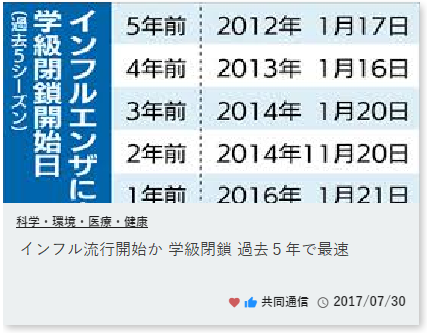 インフルエンザに
学級閉鎖開始日
(過去5シーズン)
5年前 2012年 1月17日
4年前 2013年 1月16日
3年前 2014年 1月20日
2年前 2014年11月20日
1年前 2016年 1月21日
科学・環境・医療・健康
インフル流行開始か 学級閉鎖 過去５年で最速
共同通信 2017/07/30